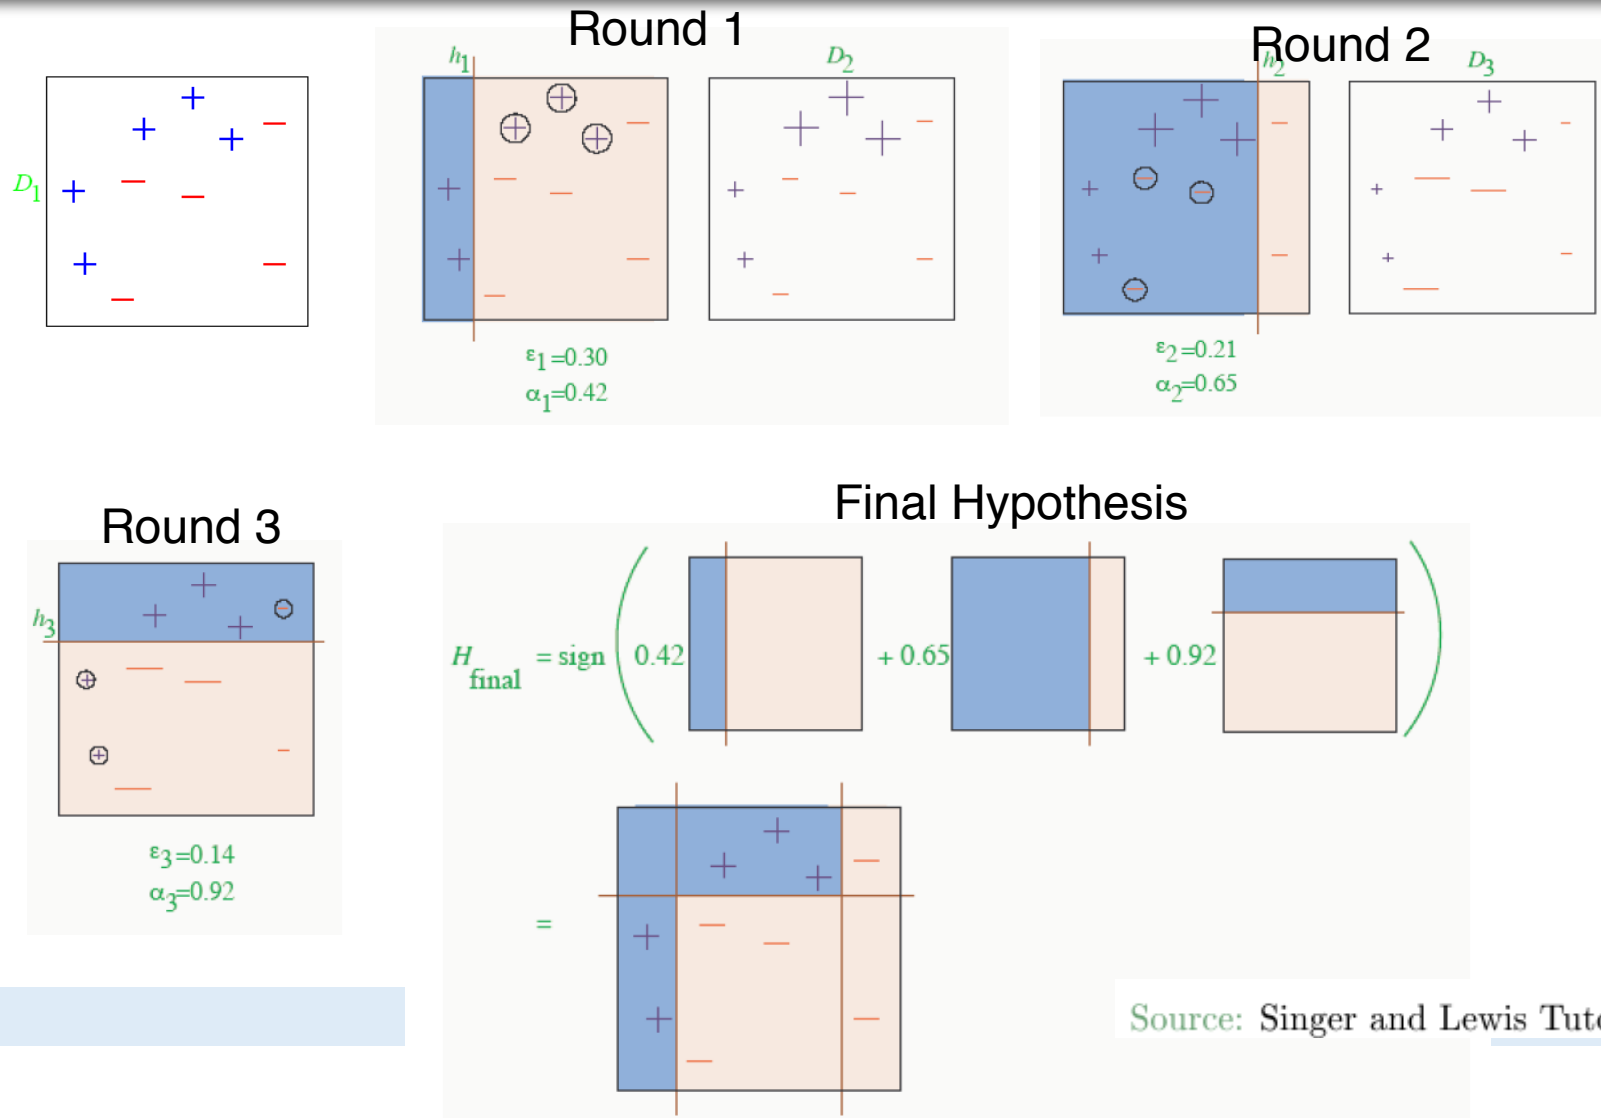 Round 1
h1
D2
D1
ε1=0.30
α1=0.42
Round 2
h2
D3
ε2=0.21
α2=0.65
Round 3
h3
ε3=0.14
α3=0.92
Final Hypothesis
H final = sign ( 0.42 + 0.65 + 0.92 )
=
Source: Singer and Lewis Tuto